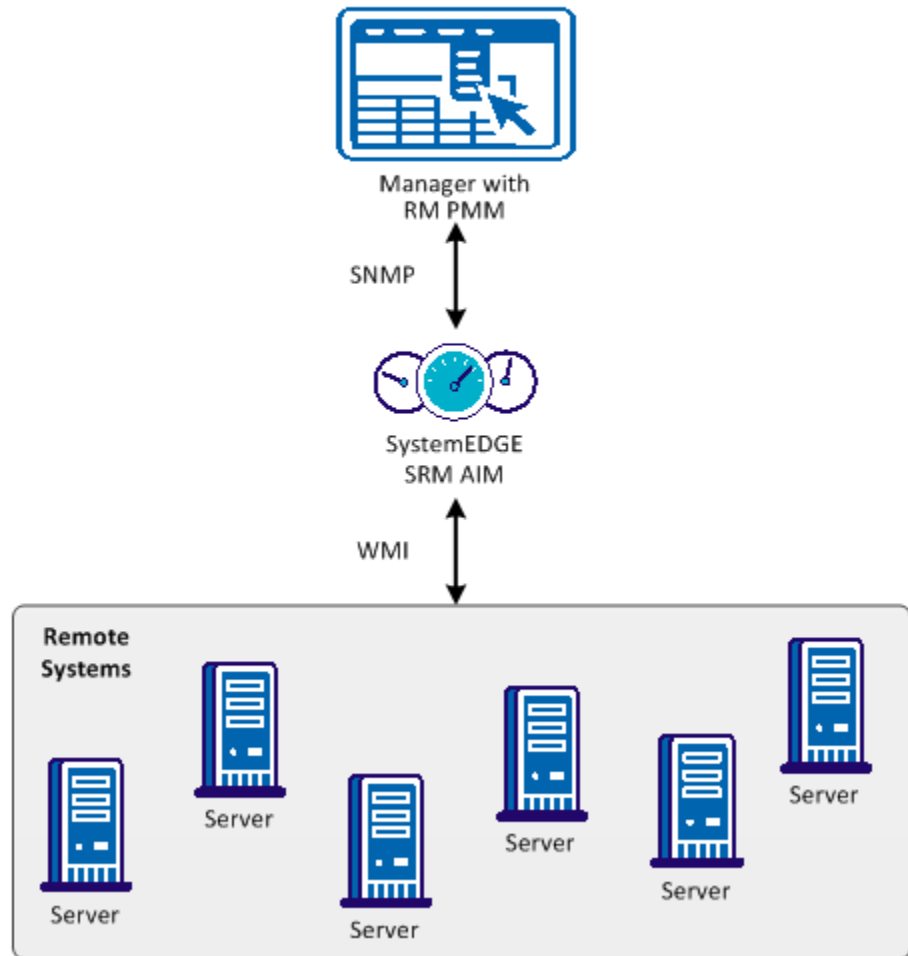 Manager with
RM PMM
SNMP
SystemEDGE
SRM AIM
WMI
Remote
Systems
Server
Server
Server
Server
Server
Server